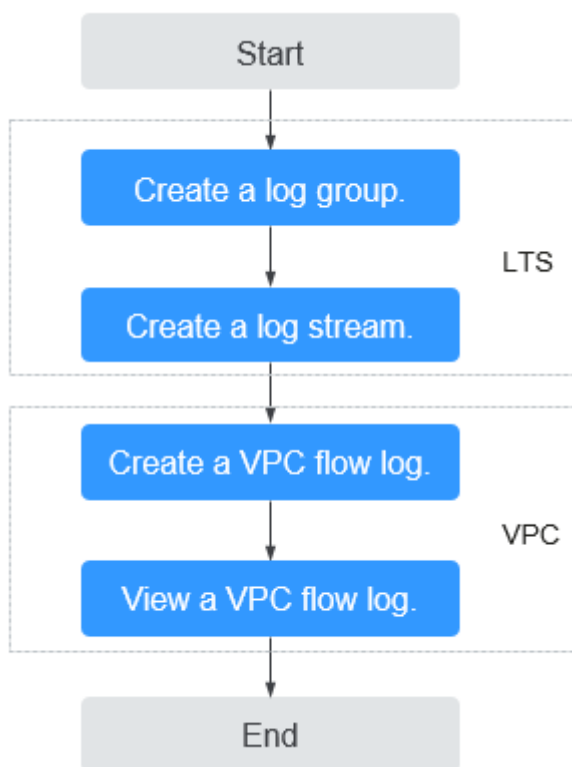 Start
Create a log group.
LTS
Create a log stream.
Create a VPC flow log.
VPC
View a VPC flow log.
End